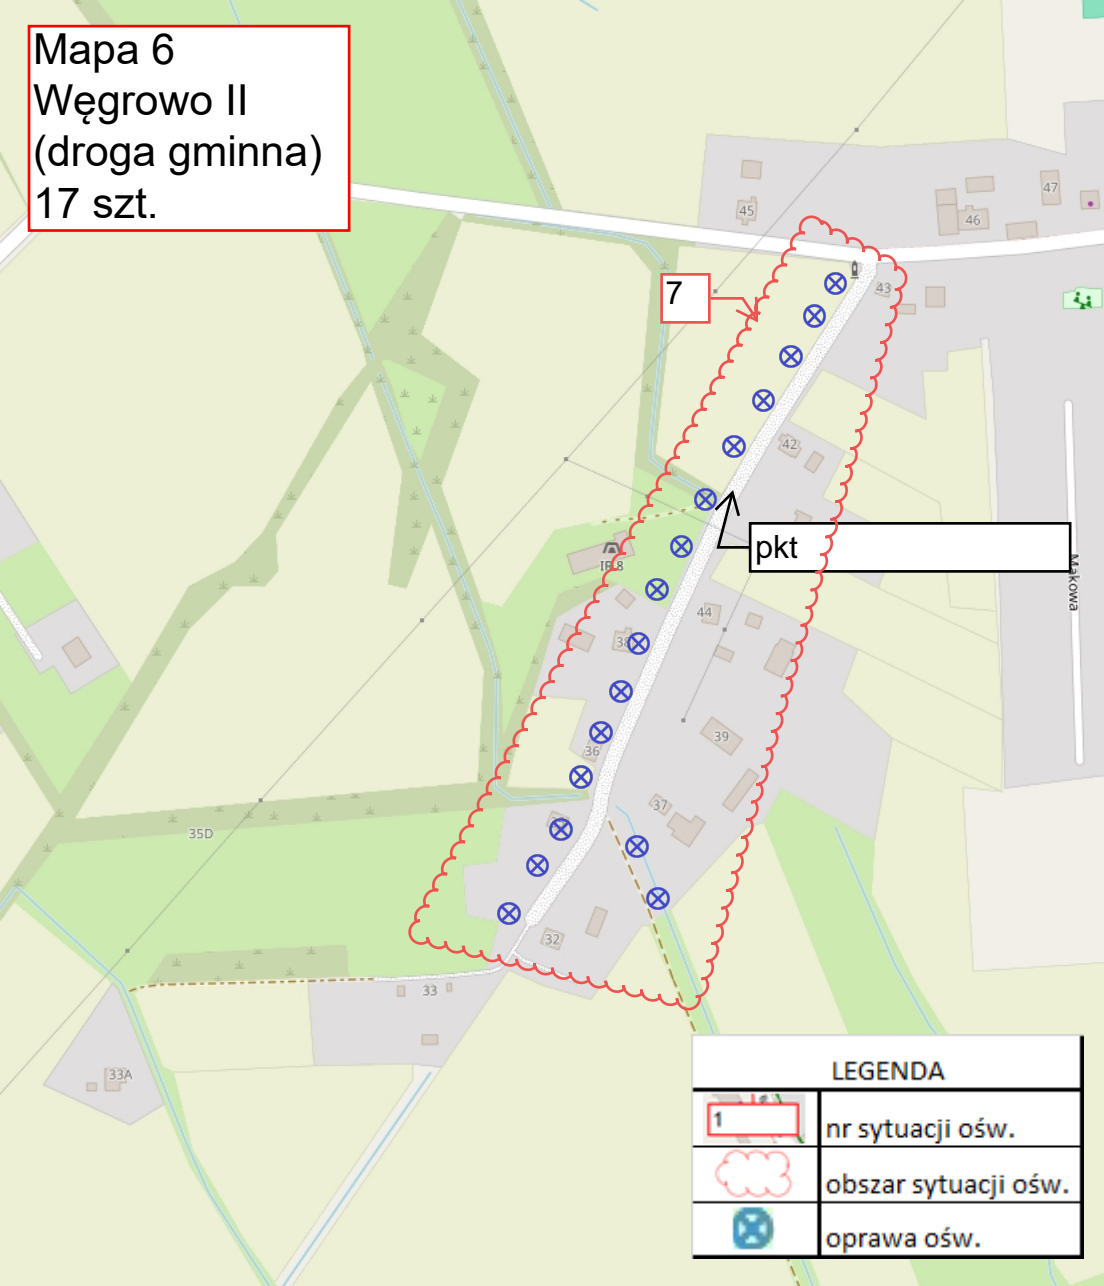 Mapa 6
Węgrowo II
(droga gminna)
17 szt.
45
46
47
43
7
42
pkt
Makowa
38
44
36
39
37
35D
32
33
33A
LEGENDA
1
nr sytuacji ośw.
obszar sytuacji ośw.
oprawa ośw.